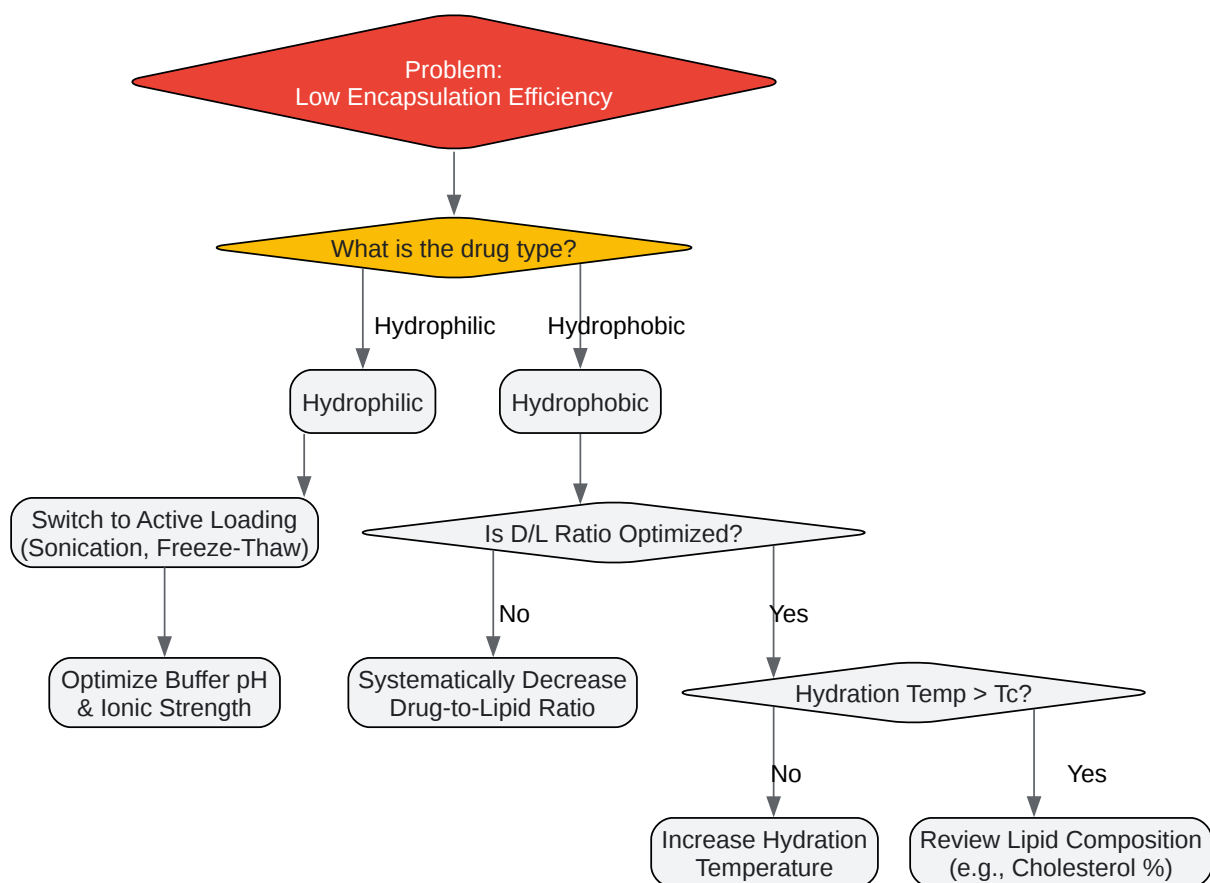 Problem:
Low Encapsulation Efficiency
What is the drug type?
Hydrophilic
Hydrophobic
Hydrophilic
Hydrophobic
Switch to Active Loading
(Sonication, Freeze-Thaw)
Is D/L Ratio Optimized?
No
Yes
Optimize Buffer pH
& Ionic Strength
Systematically Decrease
Drug-to-Lipid Ratio
Hydration Temp > Tc?
No
Yes
Increase Hydration
Temperature
Review Lipid Composition
(e.g., Cholesterol %)